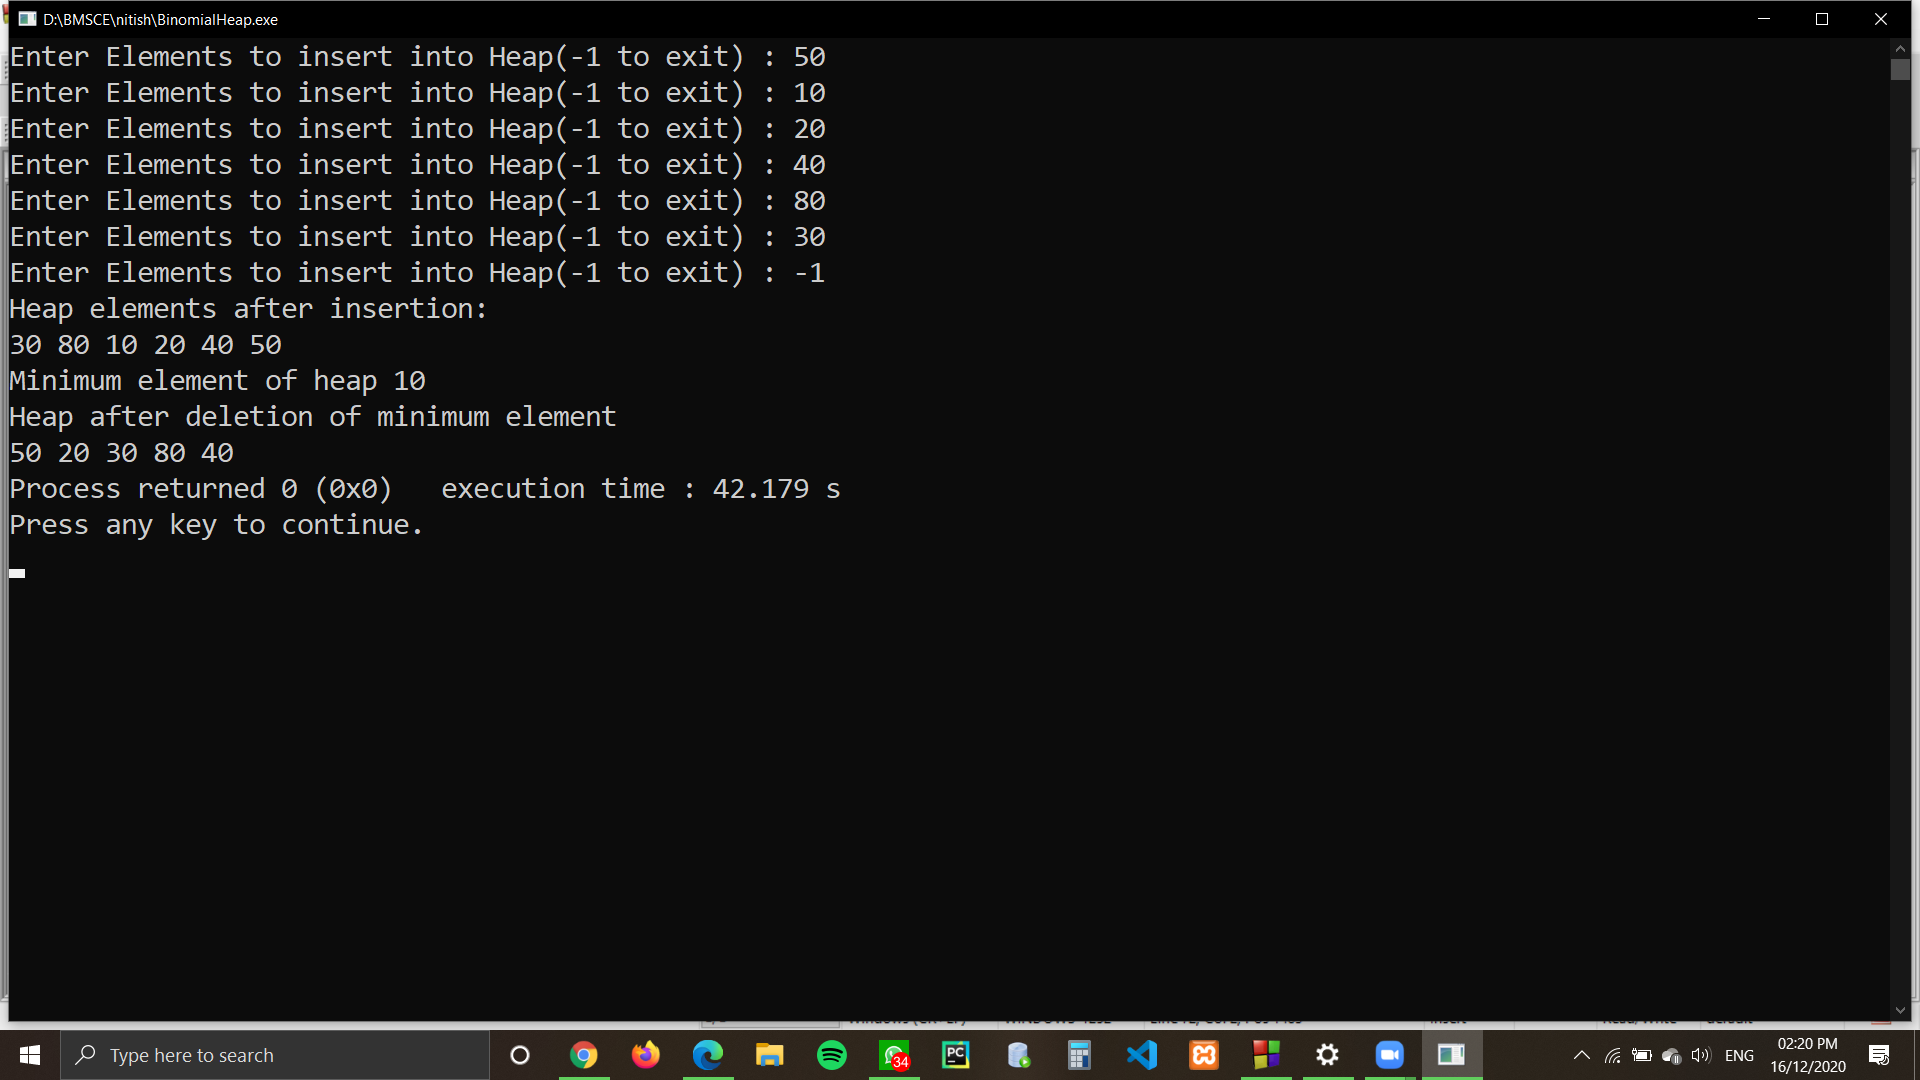 D:\BMSCE\nitish\BinomialHeap.exe
Enter Elements to insert into Heap(-1 to exit) : 50
Enter Elements to insert into Heap(-1 to exit) : 10
Enter Elements to insert into Heap(-1 to exit) : 20
Enter Elements to insert into Heap(-1 to exit) : 40
Enter Elements to insert into Heap(-1 to exit) : 80
Enter Elements to insert into Heap(-1 to exit) : 30
Enter Elements to insert into Heap(-1 to exit) : -1
Heap elements after insertion:
30 80 10 20 40 50
Minimum element of heap 10
Heap after deletion of minimum element
50 20 30 80 40
Process returned 0 (0x0)   execution time : 42.179 s
Press any key to continue.
Type here to search
34
PC
ENG
02:20 PM
16/12/2020